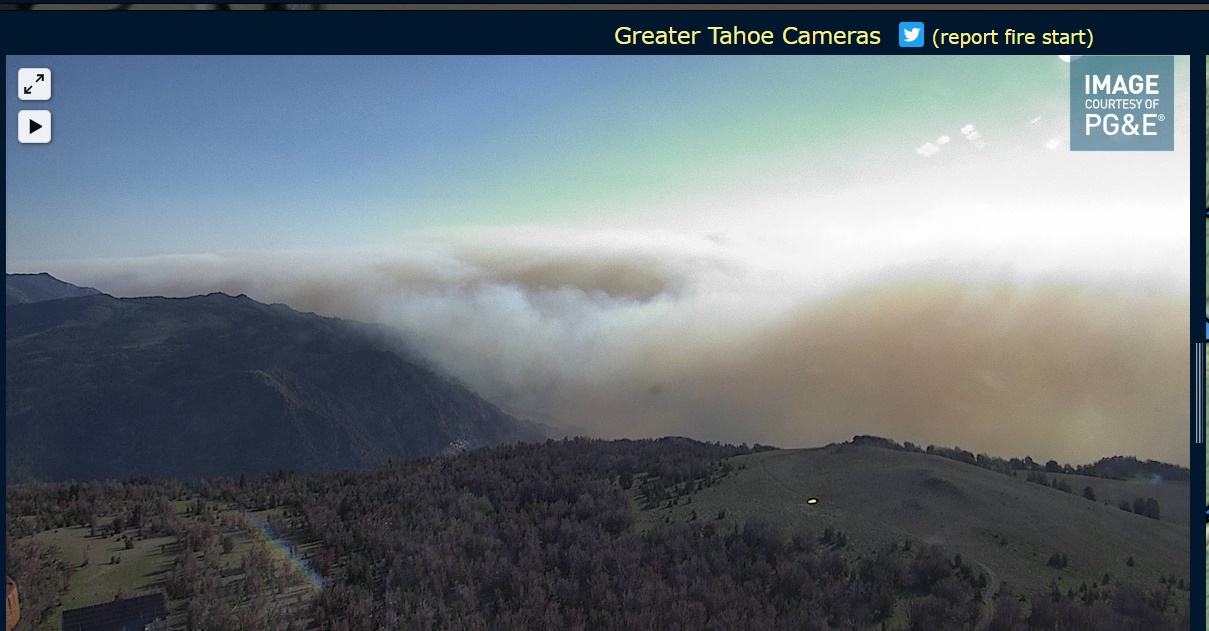 Greater Tahoe Cameras (report fire start)
IMAGE
COURTESY OF
PG&E®